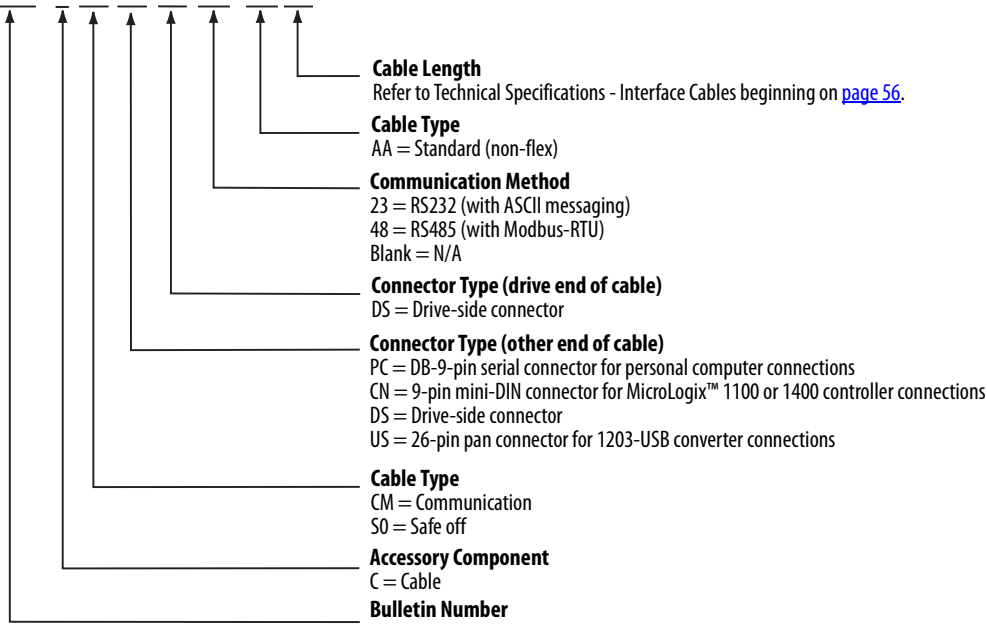 Cable Length
Refer to Technical Specifications - Interface Cables beginning on page 56.
Cable Type
AA = Standard (non-flex)
Communication Method
23 = RS232 (with ASCII messaging)
48 = RS485 (with Modbus-RTU)
Blank = N/A
Connector Type (drive end of cable)
DS = Drive-side connector
Connector Type (other end of cable)
PC = DB-9-pin serial connector for personal computer connections
CN = 9-pin mini-DIN connector for MicroLogix™ 1100 or 1400 controller connections
DS = Drive-side connector
US = 26-pin pan connector for 1203-USB converter connections
Cable Type
CM = Communication
S0 = Safe off
Accessory Component
C = Cable
Bulletin Number